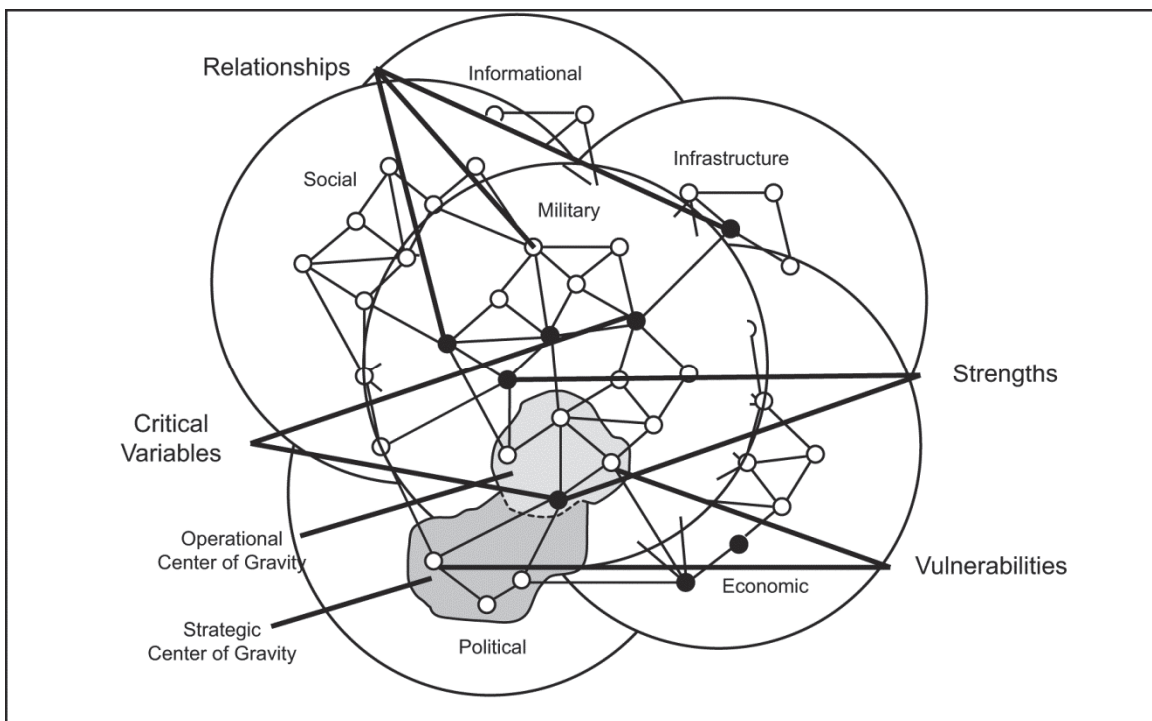 Relationships
Informational
Infrastructure
Social
Military
Strengths
Critical
Variables
Operational
Center of Gravity
Vulnerabilities
Economic
Strategic
Center of Gravity
Political